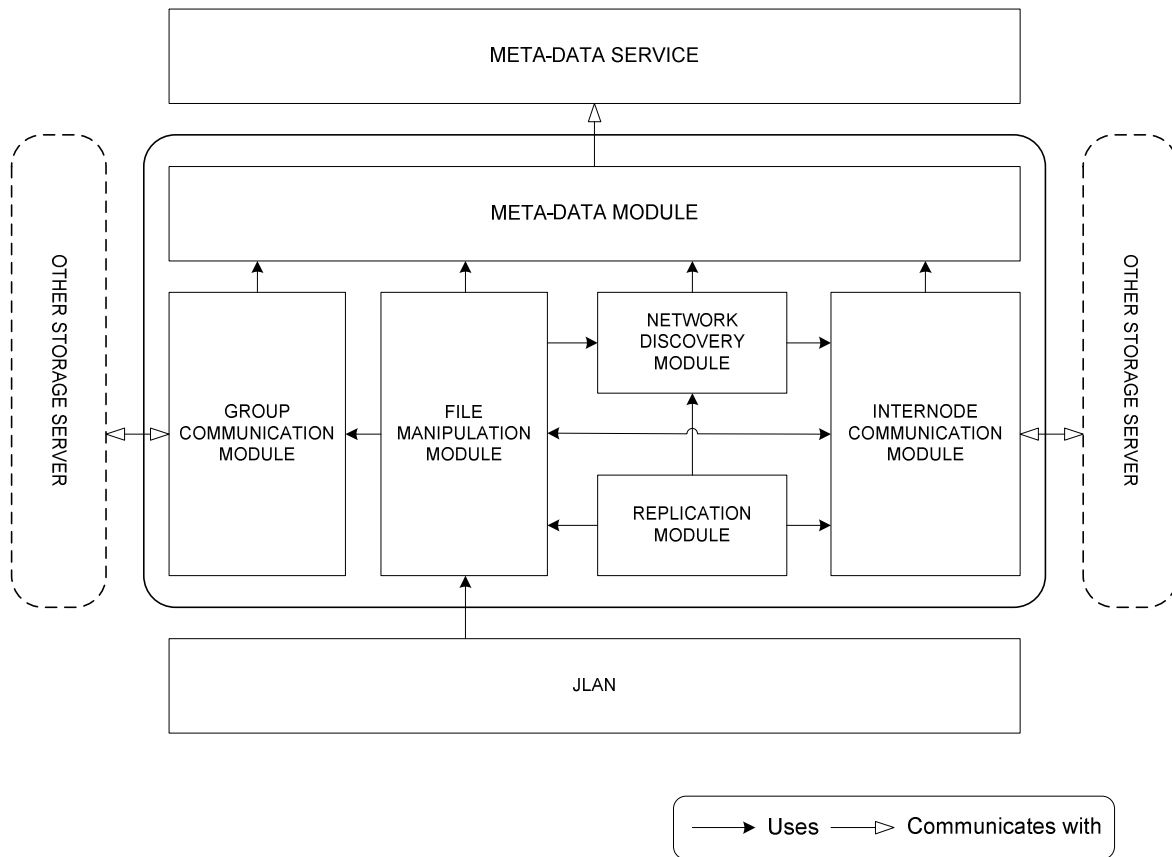 META-DATA SERVICE
META-DATA MODULE
OTHER STORAGE SERVER
GROUP
COMMUNICATION
MODULE
FILE
MANIPULATION
MODULE
NETWORK
DISCOVERY
MODULE
REPLICATION
MODULE
INTERNODE
COMMUNICATION
MODULE
OTHER STORAGE SERVER
JLAN
Uses
Communicates with